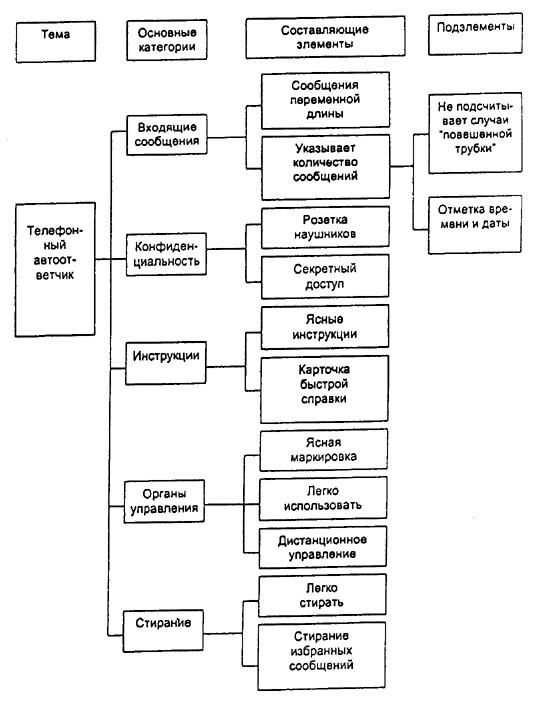 Тема
Основные
категории
Составляющие
элементы
Подэлементы
Телефон-
ный
автоот-
ветчик
Входящие
сообщения
Сообщения
переменной
длины
Указывает
количество
сообщений
Не подсчиты-
вает случаи
"повешенной
трубки"
Отметка вре-
мени и даты
Конфиден-
циальность
Розетка
наушников
Секретный
доступ
Инструкции
Ясные
инструкции
Карточка
быстрой
справки
Органы
управления
Ясная
маркировка
Легко
использовать
Дистанционное
управление
Стирание
Легко
стирать
Стирание
избранных
сообщений